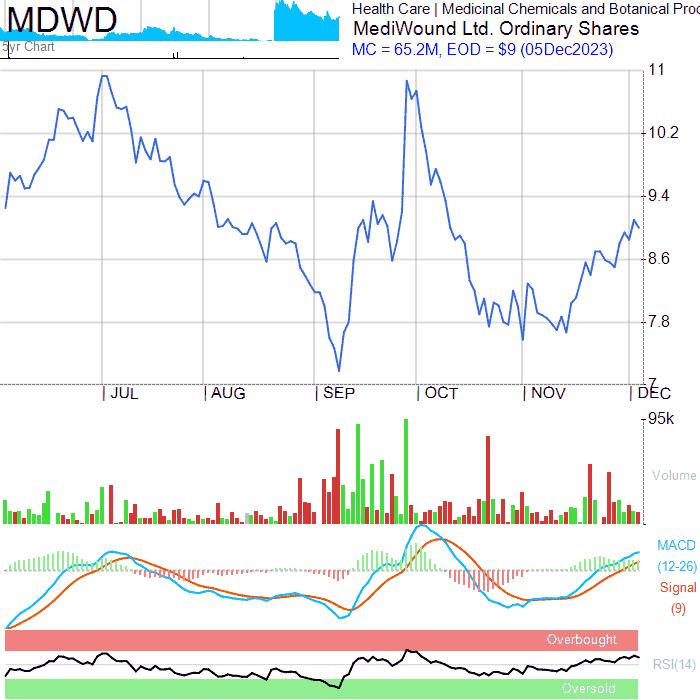 MDWD
5yr Chart
Health Care | Medicinal Chemicals and Botanical Proc
MediWound Ltd. Ordinary Shares
MC = 65.2M, EOD = $9 (05Dec2023)
11
10.2
9.4
8.6
7.8
7
JUL AUG SEP OCT NOV DEC
95k
Volume
MACD
(12-26)
Signal
(9)
Overbought
RSI(14)
Oversold